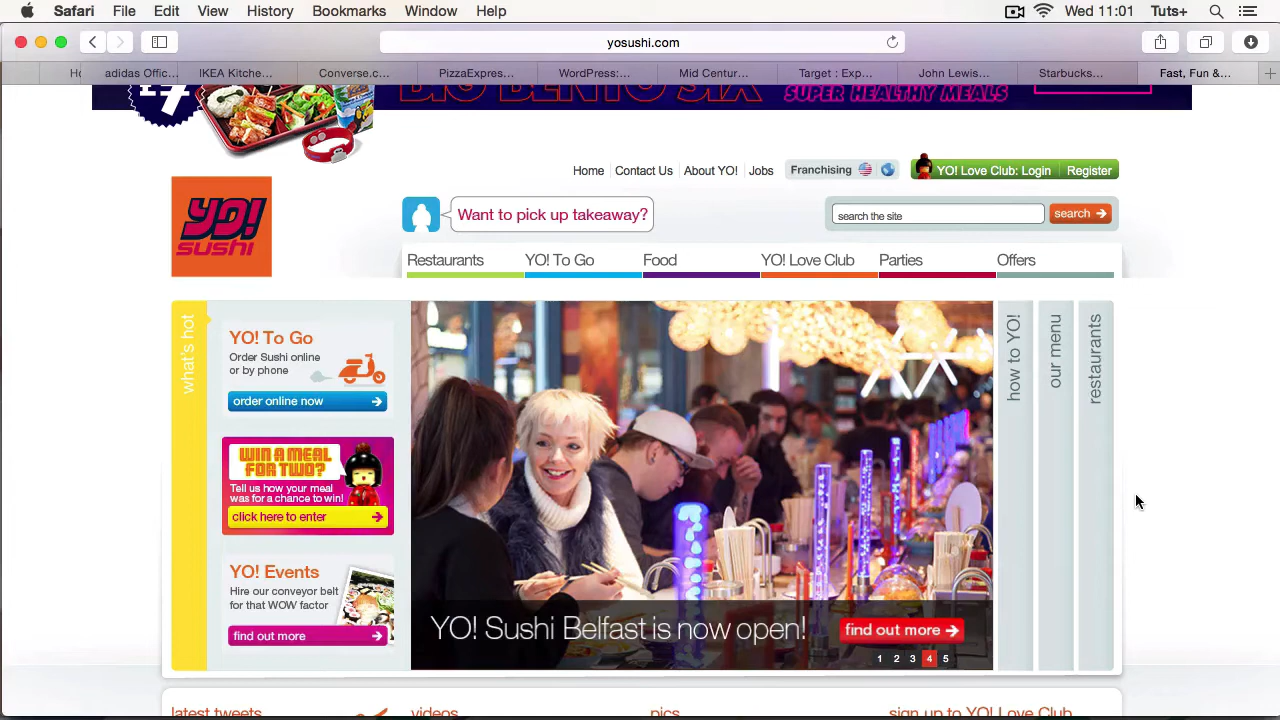 Safari File Edit View History Bookmarks Window Help Wed 11:01 Tuts+
yosushi.com
adidas Offic... IKEA Kitche... Converse.c... PizzaExpres... WordPress:... Mid Centur... Target : Exp... John Lewis... Starbucks... Fast, Fun &...
£7 BIG BENTO SIX SUPER HEALTHY MEALS
Home Contact Us About YO! Jobs Franchising YO! Love Club: Login Register
YO!
sushi
Want to pick up takeaway?
search the site search
Restaurants YO! To Go Food YO! Love Club Parties Offers
what's hot
YO! To Go
Order Sushi online
or by phone
order online now
WIN A MEAL
FOR TWO?
Tell us how your meal
was for a chance to win!
click here to enter
YO! Events
Hire our conveyor belt
for that WOW factor
find out more
YO! Sushi Belfast is now open!
find out more
1 2 3 4 5
how to YO!
our menu
restaurants
latest tweets videos pics sign up to YO! Love Club